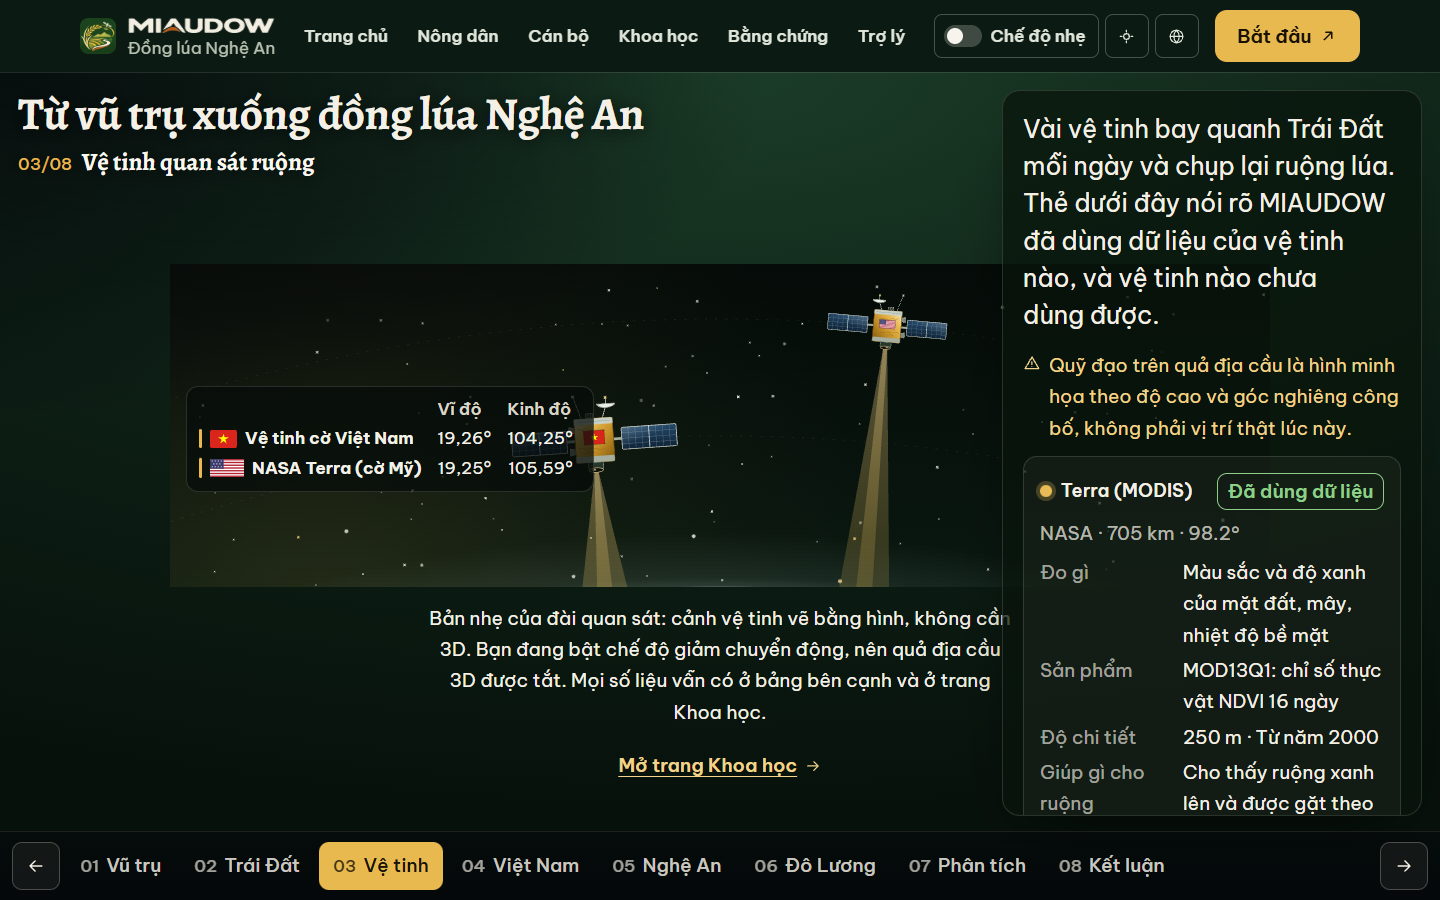 MIAUDOW
Đồng lúa Nghệ An
Trang chủ
Nông dân
Cán bộ
Khoa học
Bằng chứng
Trợ lý
Chế độ nhẹ
Bắt đầu
Từ vũ trụ xuống đồng lúa Nghệ An
03/08 Vệ tinh quan sát ruộng
Vĩ độ Kinh độ
Vệ tinh cờ Việt Nam 19,26° 104,25°
NASA Terra (cờ Mỹ) 19,25° 105,59°
Bản nhẹ của đài quan sát: cảnh vệ tinh vẽ bằng hình, không cần
3D. Bạn đang bật chế độ giảm chuyển động, nên quả địa cầu
3D được tắt. Mọi số liệu vẫn có ở bảng bên cạnh và ở trang
Khoa học.
Mở trang Khoa học →
Vài vệ tinh bay quanh Trái Đất
mỗi ngày và chụp lại ruộng lúa.
Thẻ dưới đây nói rõ MIAUDOW
đã dùng dữ liệu của vệ tinh
nào, và vệ tinh nào chưa
dùng được.
Quỹ đạo trên quả địa cầu là hình minh
họa theo độ cao và góc nghiêng công
bố, không phải vị trí thật lúc này.
Terra (MODIS) Đã dùng dữ liệu
NASA · 705 km · 98.2°
Đo gì Màu sắc và độ xanh
của mặt đất, mây,
nhiệt độ bề mặt
Sản phẩm MOD13Q1: chỉ số thực
vật NDVI 16 ngày
Độ chi tiết 250 m · Từ năm 2000
Giúp gì cho Cho thấy ruộng xanh
ruộng lên và được gặt theo
← 01 Vũ trụ 02 Trái Đất 03 Vệ tinh 04 Việt Nam 05 Nghệ An 06 Đô Lương 07 Phân tích 08 Kết luận →